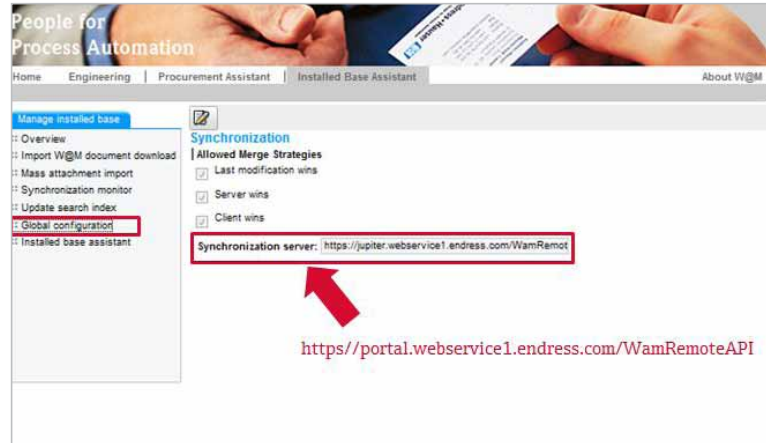 People for
Process Automation
Endress+Hauser
Home Engineering | Procurement Assistant | Installed Base Assistant About W@M
Manage installed base
:: Overview
:: Import W@M document download
:: Mass attachment import
:: Synchronization monitor
:: Update search index
:: Global configuration
:: Installed base assistant
Synchronization
Allowed Merge Strategies
Last modification wins
Server wins
Client wins
Synchronization server: https://jupiter.webservice1.endress.com/WamRemot
https//portal.webservice1.endress.com/WamRemoteAPI